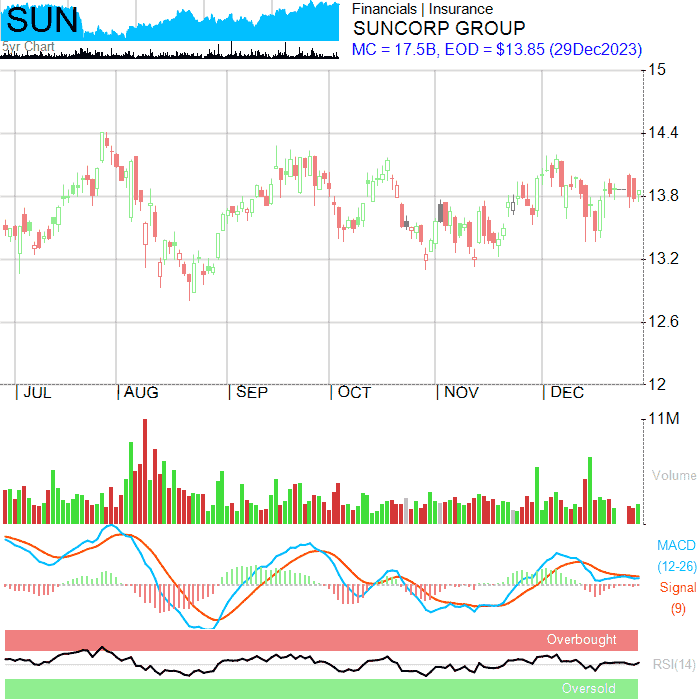 SUN
5yr Chart
Financials | Insurance
SUNCORP GROUP
MC = 17.5B, EOD = $13.85 (29Dec2023)
15
14.4
13.8
13.2
12.6
12
JUL
AUG
SEP
OCT
NOV
DEC
11M
Volume
MACD
(12-26)
Signal
(9)
Overbought
RSI(14)
Oversold